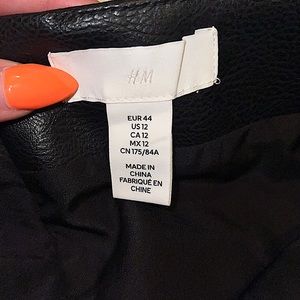 H&M
EUR 44
US 12
CA 12
MX 12
CN 175/84A
MADE IN
CHINA
FABRIQUÉ EN
CHINE